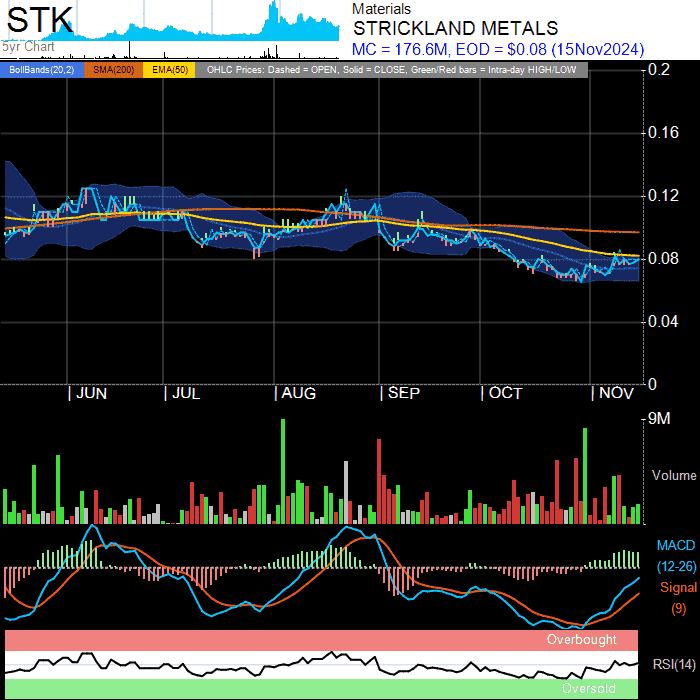 STK
5yr Chart
Materials
STRICKLAND METALS
MC = 176.6M, EOD = $0.08 (15Nov2024)
BollBands(20,2) SMA(200) EMA(50) OHLC Prices: Dashed = OPEN, Solid = CLOSE, Green/Red bars = Intra-day HIGH/LOW
0.2
0.16
0.12
0.08
0.04
0
JUN JUL AUG SEP OCT NOV
9M
Volume
MACD
(12-26)
Signal
(9)
Overbought
RSI(14)
Oversold